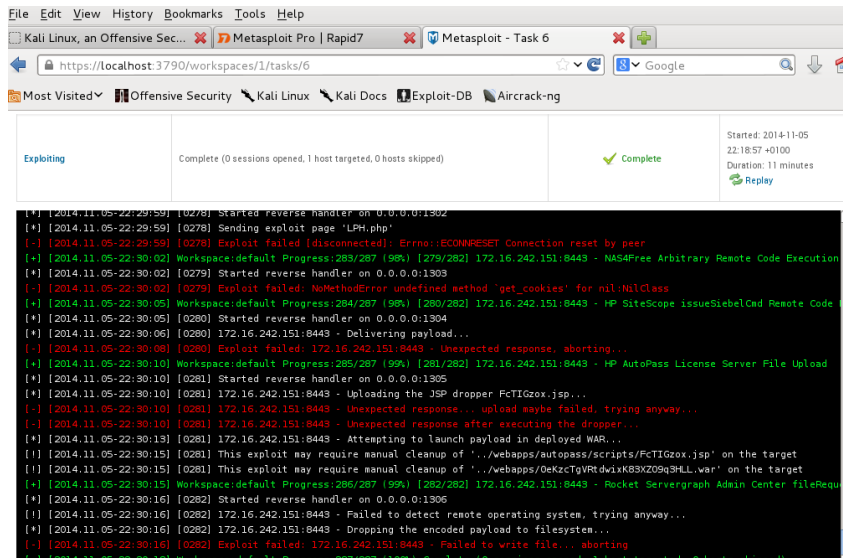 File Edit View History Bookmarks Tools Help
Kali Linux, an Offensive Sec... Metasploit Pro | Rapid7 Metasploit - Task 6
https://localhost:3790/workspaces/1/tasks/6 Google
Most Visited Offensive Security Kali Linux Kali Docs Exploit-DB Aircrack-ng
Exploiting
Complete (0 sessions opened, 1 host targeted, 0 hosts skipped)
Complete
Started: 2014-11-05
22:18:57 +0100
Duration: 11 minutes
Replay
[*] [2014.11.05-22:29:59] [0278] Started reverse handler on 0.0.0.0:1302
[*] [2014.11.05-22:29:59] [0278] Sending exploit page 'LPH.php'
[-] [2014.11.05-22:29:59] [0278] Exploit failed [disconnected]: Errno::ECONNRESET Connection reset by peer
[+] [2014.11.05-22:30:02] Workspace:default Progress:283/287 (98%) [279/282] 172.16.242.151:8443 - NAS4Free Arbitrary Remote Code Execution
[*] [2014.11.05-22:30:02] [0279] Started reverse handler on 0.0.0.0:1303
[-] [2014.11.05-22:30:02] [0279] Exploit failed: NoMethodError undefined method `get_cookies' for nil:NilClass
[+] [2014.11.05-22:30:05] Workspace:default Progress:284/287 (98%) [280/282] 172.16.242.151:8443 - HP SiteScope issueSiebelCmd Remote Code
[*] [2014.11.05-22:30:05] [0280] Started reverse handler on 0.0.0.0:1304
[*] [2014.11.05-22:30:06] [0280] 172.16.242.151:8443 - Delivering payload...
[-] [2014.11.05-22:30:08] [0280] Exploit failed: 172.16.242.151:8443 - Unexpected response, aborting...
[+] [2014.11.05-22:30:10] Workspace:default Progress:285/287 (99%) [281/282] 172.16.242.151:8443 - HP AutoPass License Server File Upload
[*] [2014.11.05-22:30:10] [0281] Started reverse handler on 0.0.0.0:1305
[*] [2014.11.05-22:30:10] [0281] 172.16.242.151:8443 - Uploading the JSP dropper FcTIGzox.jsp...
[-] [2014.11.05-22:30:10] [0281] 172.16.242.151:8443 - Unexpected response... upload maybe failed, trying anyway...
[-] [2014.11.05-22:30:10] [0281] 172.16.242.151:8443 - Unexpected response after executing the dropper...
[*] [2014.11.05-22:30:13] [0281] 172.16.242.151:8443 - Attempting to launch payload in deployed WAR...
[!] [2014.11.05-22:30:15] [0281] This exploit may require manual cleanup of '../webapps/autopass/scripts/FcTIGzox.jsp' on the target
[!] [2014.11.05-22:30:15] [0281] This exploit may require manual cleanup of '../webapps/0eKzcTgVRtdwixK83XZO9q3HLL.war' on the target
[+] [2014.11.05-22:30:15] Workspace:default Progress:286/287 (99%) [282/282] 172.16.242.151:8443 - Rocket Servergraph Admin Center fileRequ
[*] [2014.11.05-22:30:16] [0282] Started reverse handler on 0.0.0.0:1306
[*] [2014.11.05-22:30:16] [0282] 172.16.242.151:8443 - Failed to detect remote operating system, trying anyway...
[*] [2014.11.05-22:30:16] [0282] 172.16.242.151:8443 - Dropping the encoded payload to filesystem...
[-] [2014.11.05-22:30:16] [0282] Exploit failed: 172.16.242.151:8443 - Failed to write file... aborting